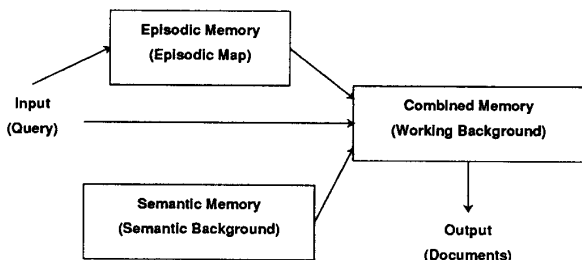 Episodic Memory
(Episodic Map)
Input
(Query)
Combined Memory
(Working Background)
Semantic Memory
(Semantic Background)
Output
(Documents)